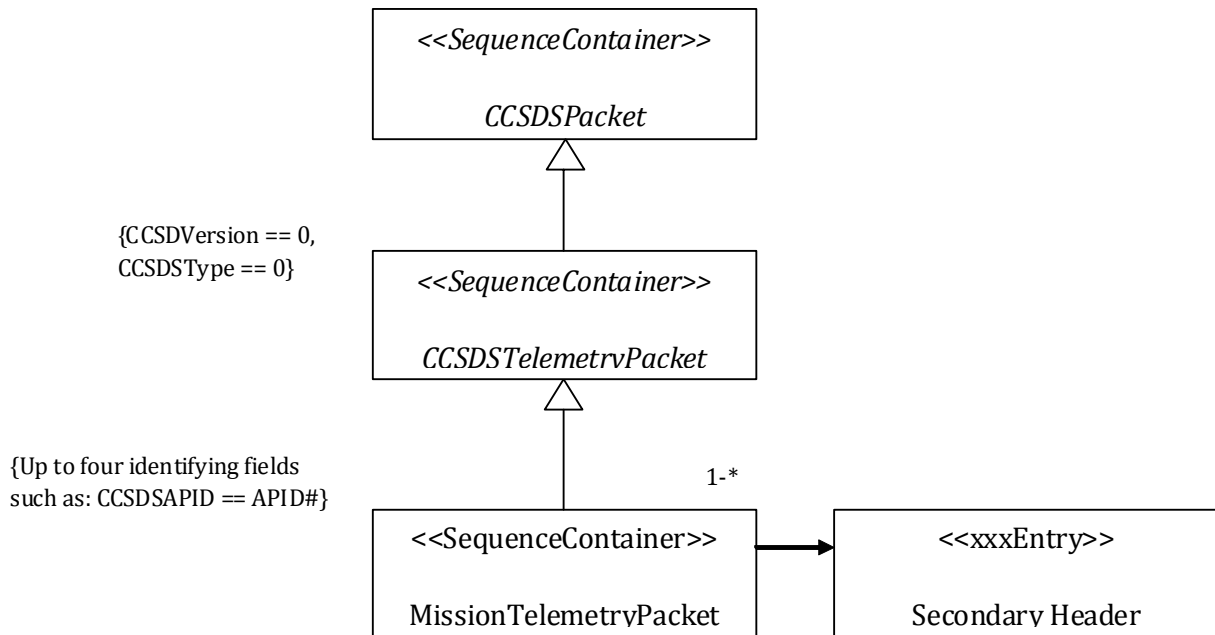 <<SequenceContainer>>
CCSDSPacket
{CCSDVersion == 0,
CCSDSType == 0}
<<SequenceContainer>>
CCSDSTelemetryPacket
{Up to four identifying fields
such as: CCSDSAPID == APID#}
1-*
<<SequenceContainer>>
MissionTelemetryPacket
<<xxxEntry>>
Secondary Header